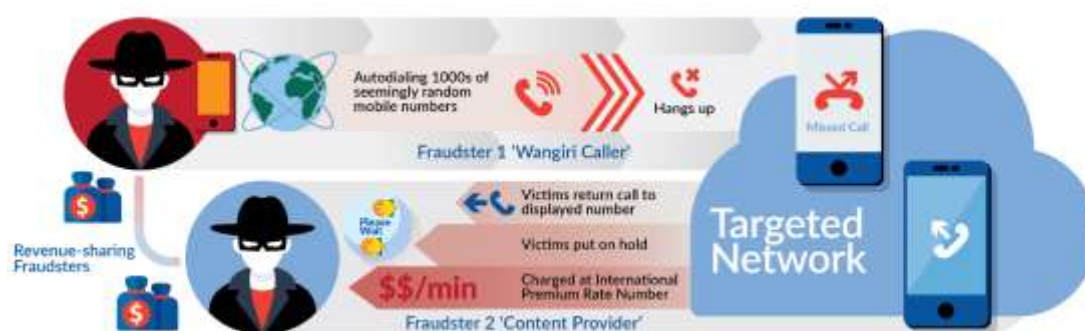 Autodialing 1000s of
seemingly random
mobile numbers
Hangs up
Missed Call
Fraudster 1 'Wangiri Caller'
$
Revenue-sharing
Fraudsters
$
Please
Wait
Victims return call to
displayed number
Victims put on hold
$$/min
Charged at International
Premium Rate Number
Fraudster 2 'Content Provider'
Targeted
Network